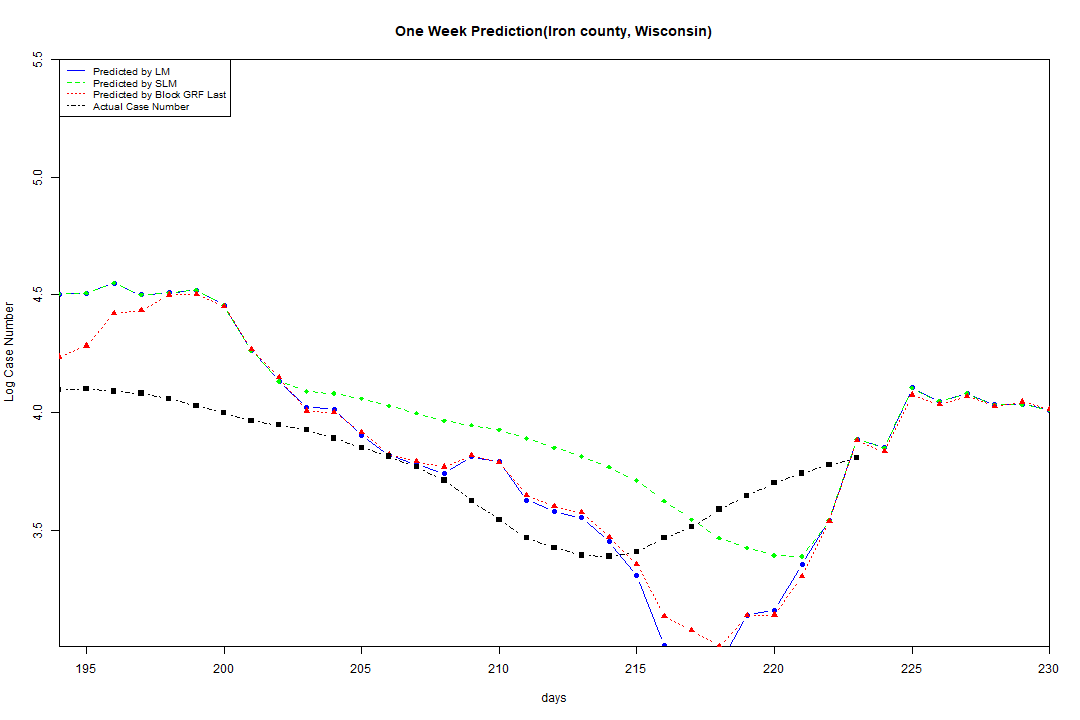 One Week Prediction(Iron county, Wisconsin)
Predicted by LM
Predicted by SLM
Predicted by Block GRF Last
Actual Case Number
5.5
5.0
4.5
4.0
3.5
Log Case Number
195 200 205 210 215 220 225 230
days